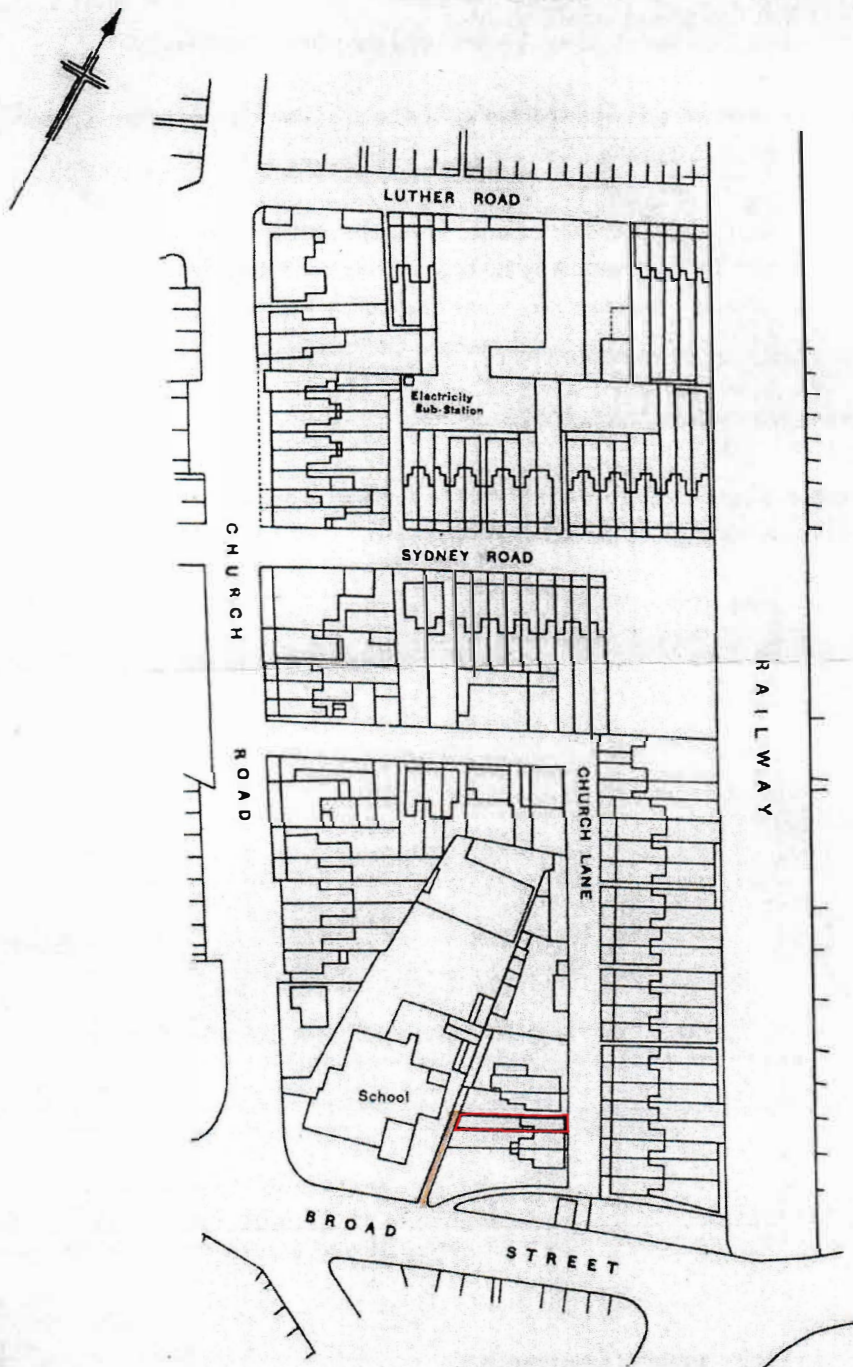 LUTHER ROAD
Electricity
Sub-Station
CHURCH
SYDNEY ROAD
RAILWAY
ROAD
CHURCH LANE
School
BROAD
STREET